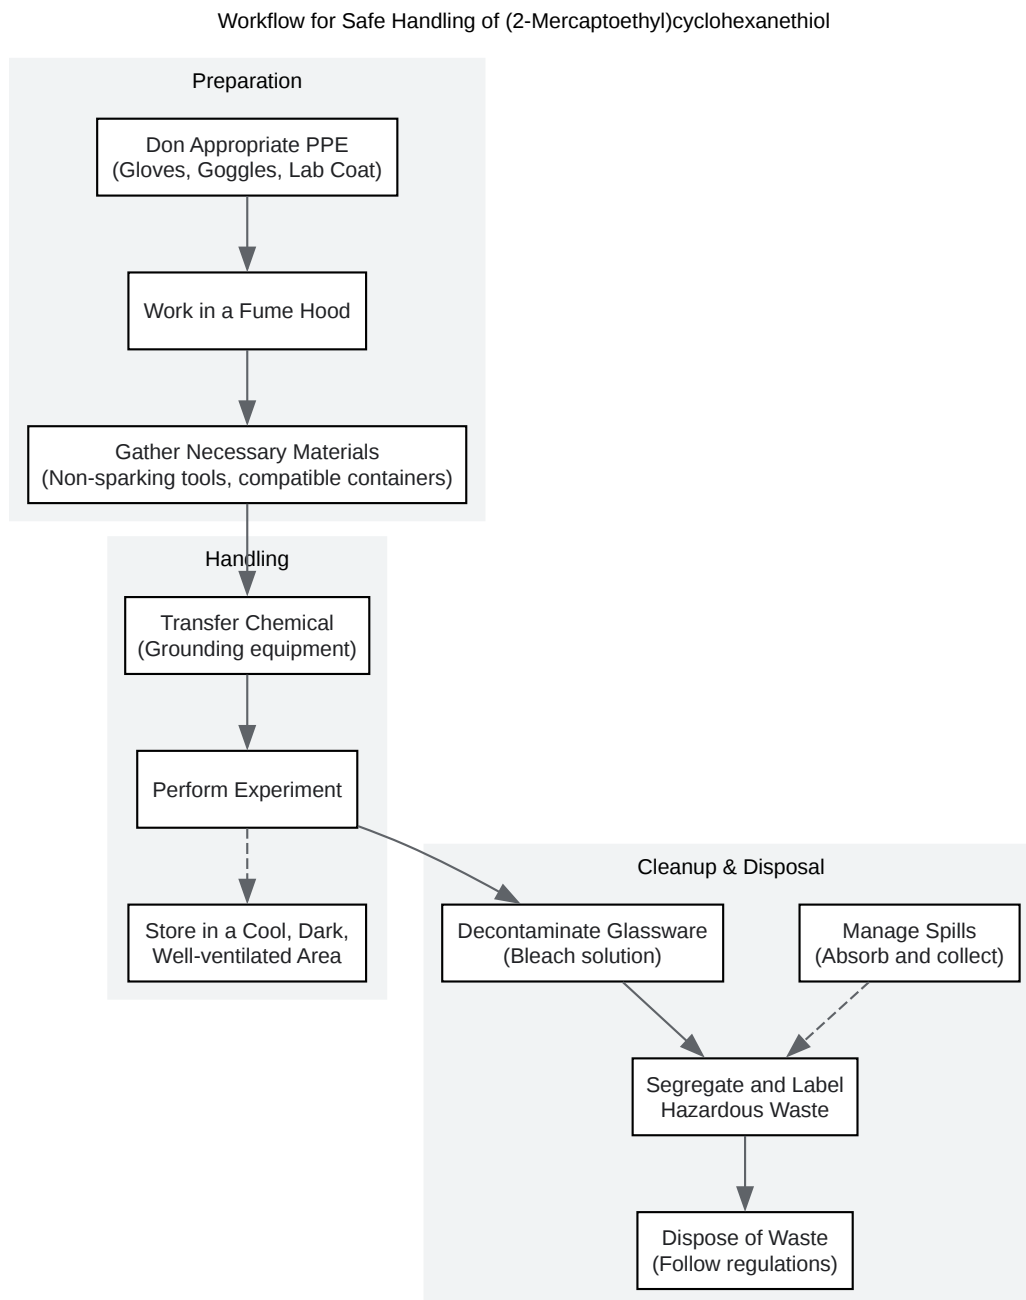 Workflow for Safe Handling of (2-Mercaptoethyl)cyclohexanethiol
Preparation
Don Appropriate PPE
(Gloves, Goggles, Lab Coat)
Work in a Fume Hood
Gather Necessary Materials
(Non-sparking tools, compatible containers)
Handling
Transfer Chemical
(Grounding equipment)
Perform Experiment
Store in a Cool, Dark,
Well-ventilated Area
Cleanup & Disposal
Decontaminate Glassware
(Bleach solution)
Manage Spills
(Absorb and collect)
Segregate and Label
Hazardous Waste
Dispose of Waste
(Follow regulations)